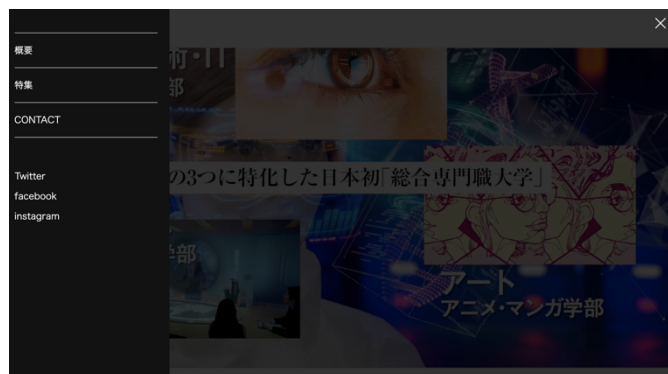 概要
特集
CONTACT
Twitter
facebook
instagram
術・IT
部
の3つに特化した日本初「総合専門職大学」
学部
アート
アニメ・マンガ学部